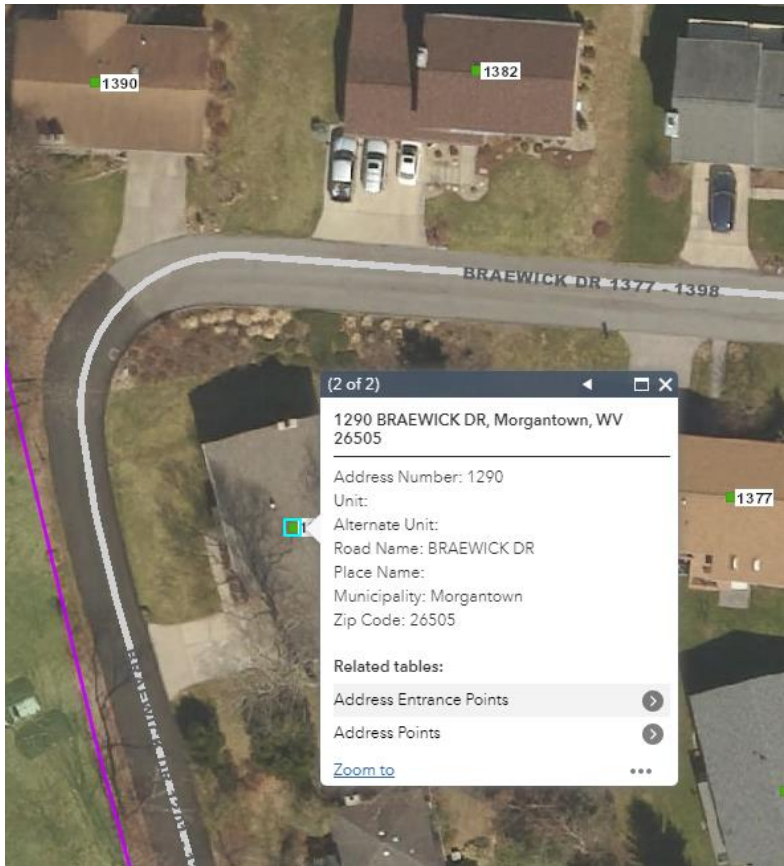 1390
1382
BRAEWICK DR 1377 - 1398
(2 of 2)
1290 BRAEWICK DR, Morgantown, WV
26505
Address Number: 1290
Unit:
Alternate Unit:
Road Name: BRAEWICK DR
Place Name:
Municipality: Morgantown
Zip Code: 26505
Related tables:
Address Entrance Points
Address Points
Zoom to
1377
1